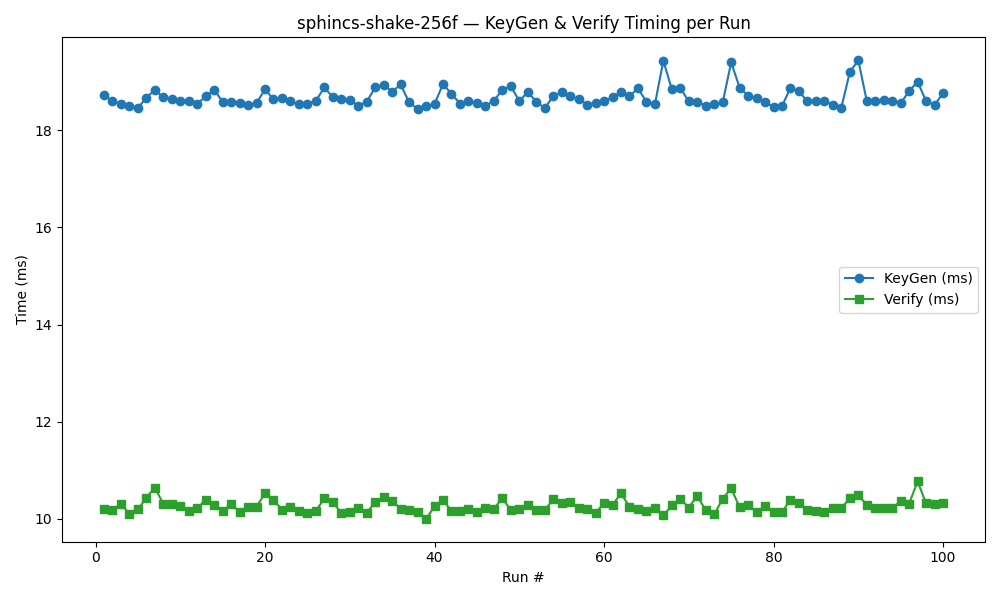 sphincs-shake-256f — KeyGen & Verify Timing per Run
Time (ms)
18
16
14
12
10
KeyGen (ms)
Verify (ms)
0
20
40
60
80
100
Run #